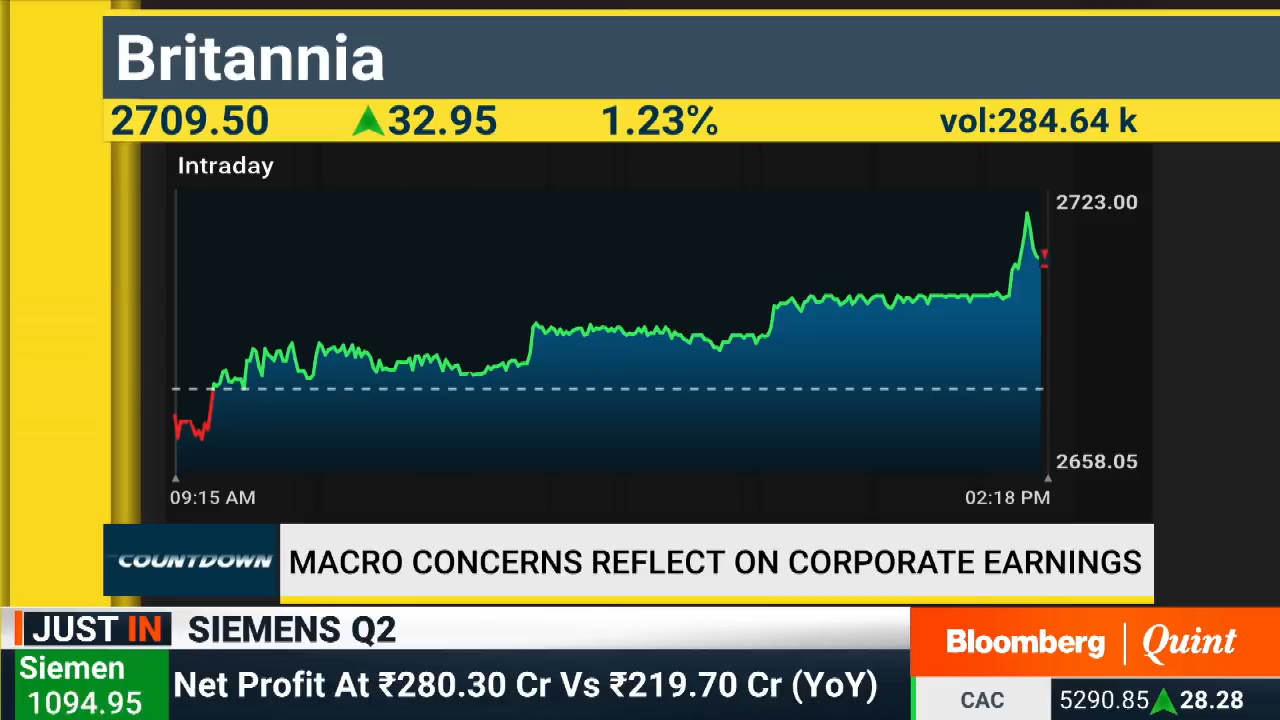 Britannia
2709.50 32.95 1.23% vol:284.64 k
Intraday
2723.00
2658.05
09:15 AM 02:18 PM
COUNTDOWN MACRO CONCERNS REFLECT ON CORPORATE EARNINGS
JUST IN SIEMENS Q2
Siemen
1094.95
Net Profit At ₹280.30 Cr Vs ₹219.70 Cr (YoY)
Bloomberg | Quint
CAC 5290.85 28.28